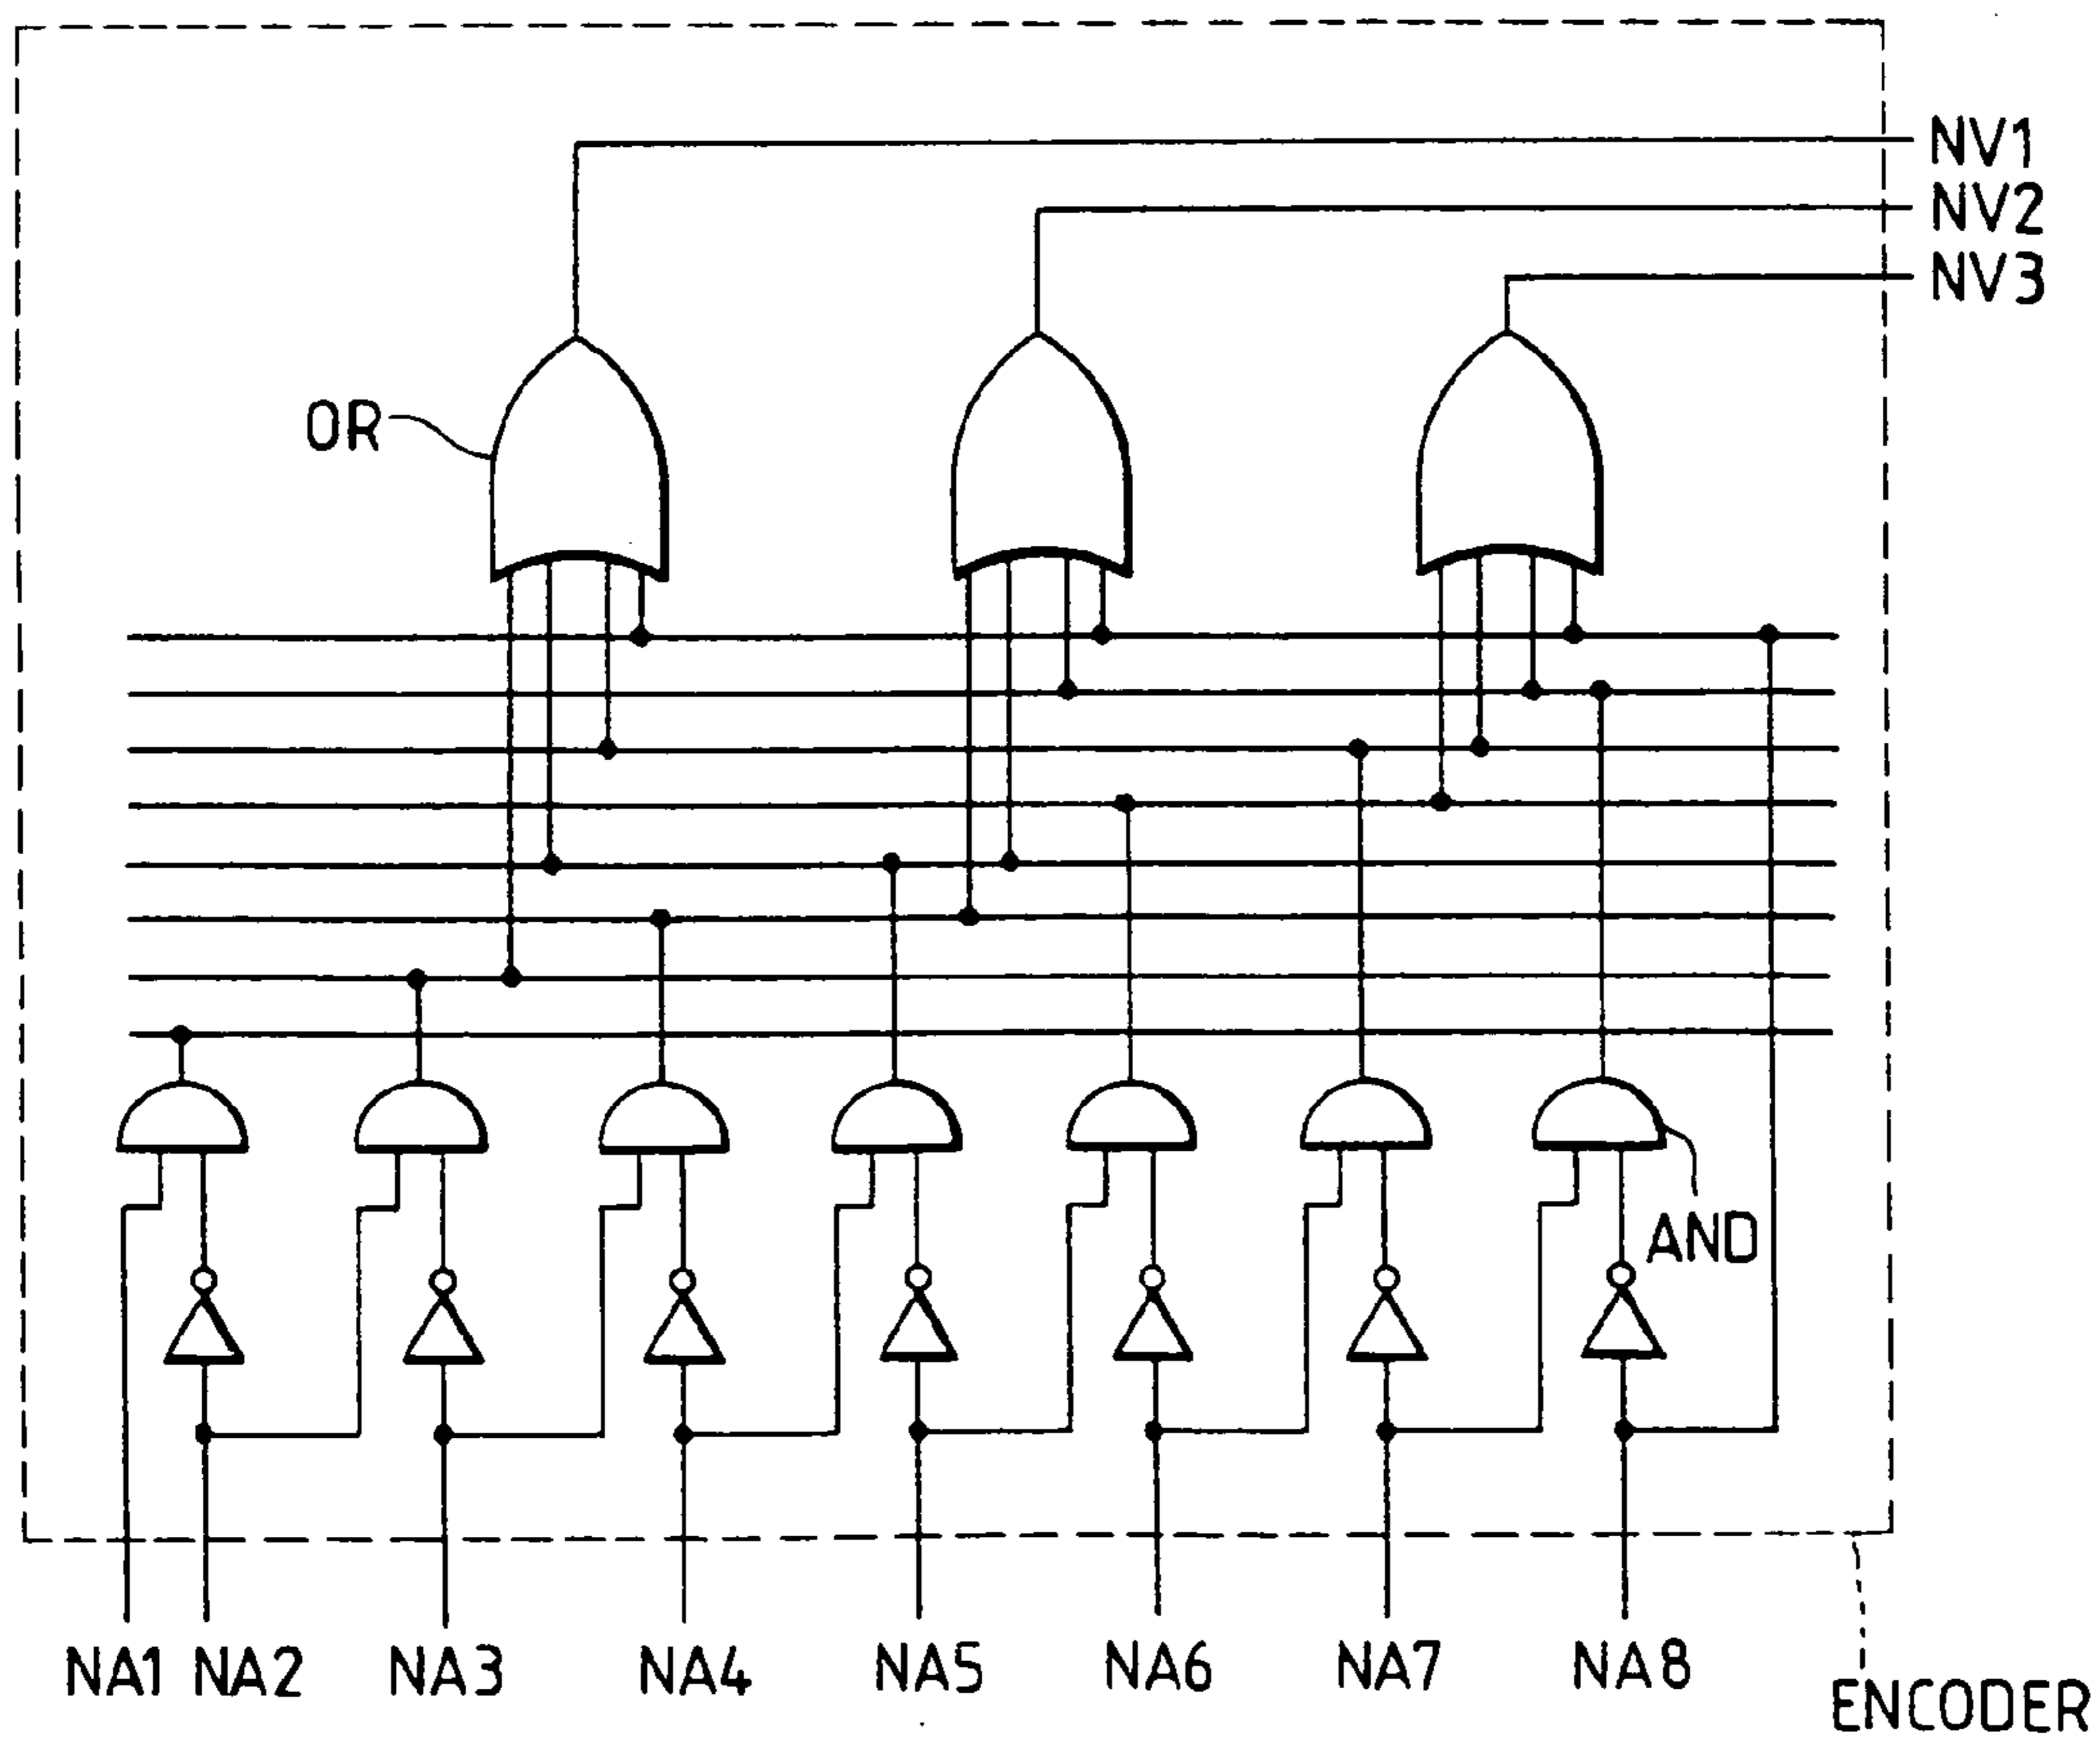 NV1
NV2
NV3
OR
AND
NA1 NA2 NA3 NA4 NA5 NA6 NA7 NA8
ENCODER